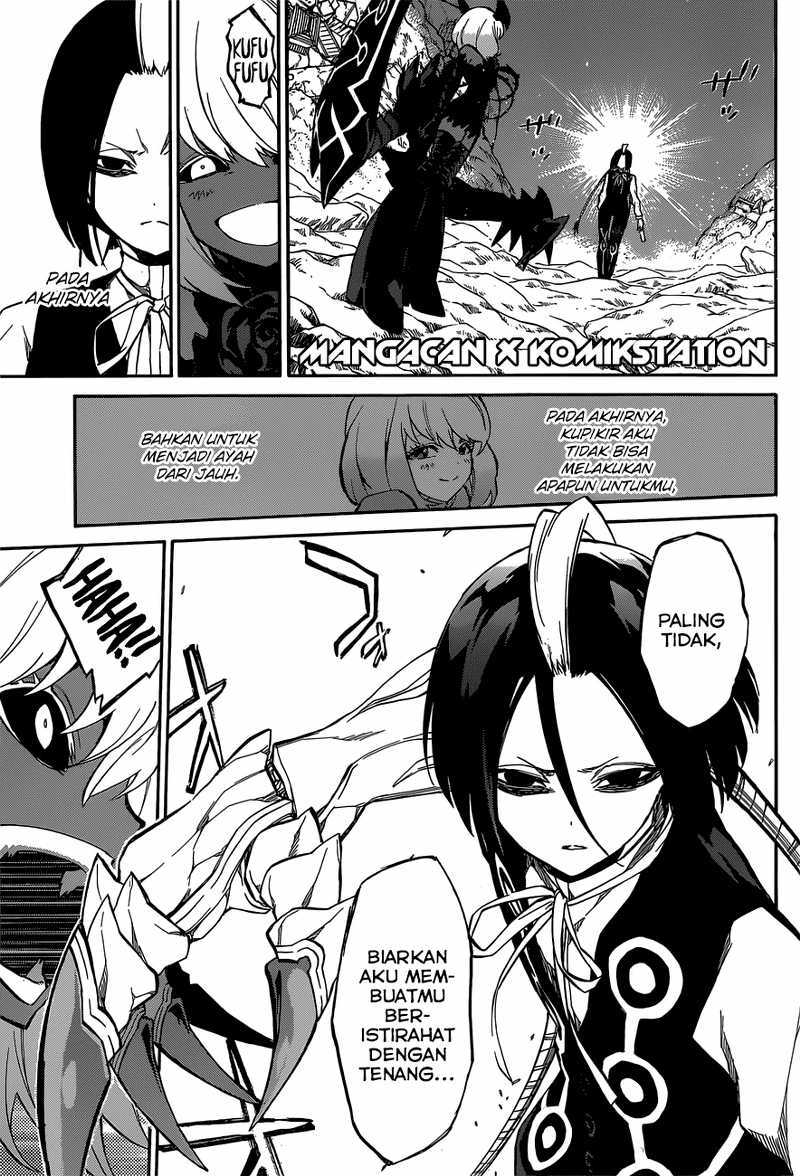 KUFU
FUFU
PADA
AKHIRNYA
MANGACAN X KOMIKSTATION
PADA AKHIRNYA,
KUPIKIR AKU
TIDAK BISA
MELAKUKAN
APAPUN UNTUKMU,
BAHKAN UNTUK
MENJADI AYAH
DARI JAUH.
PALING
TIDAK,
BIARKAN
AKU MEM-
BUATMU
BER-
ISTIRAHAT
DENGAN
TENANG...
HAHA!!